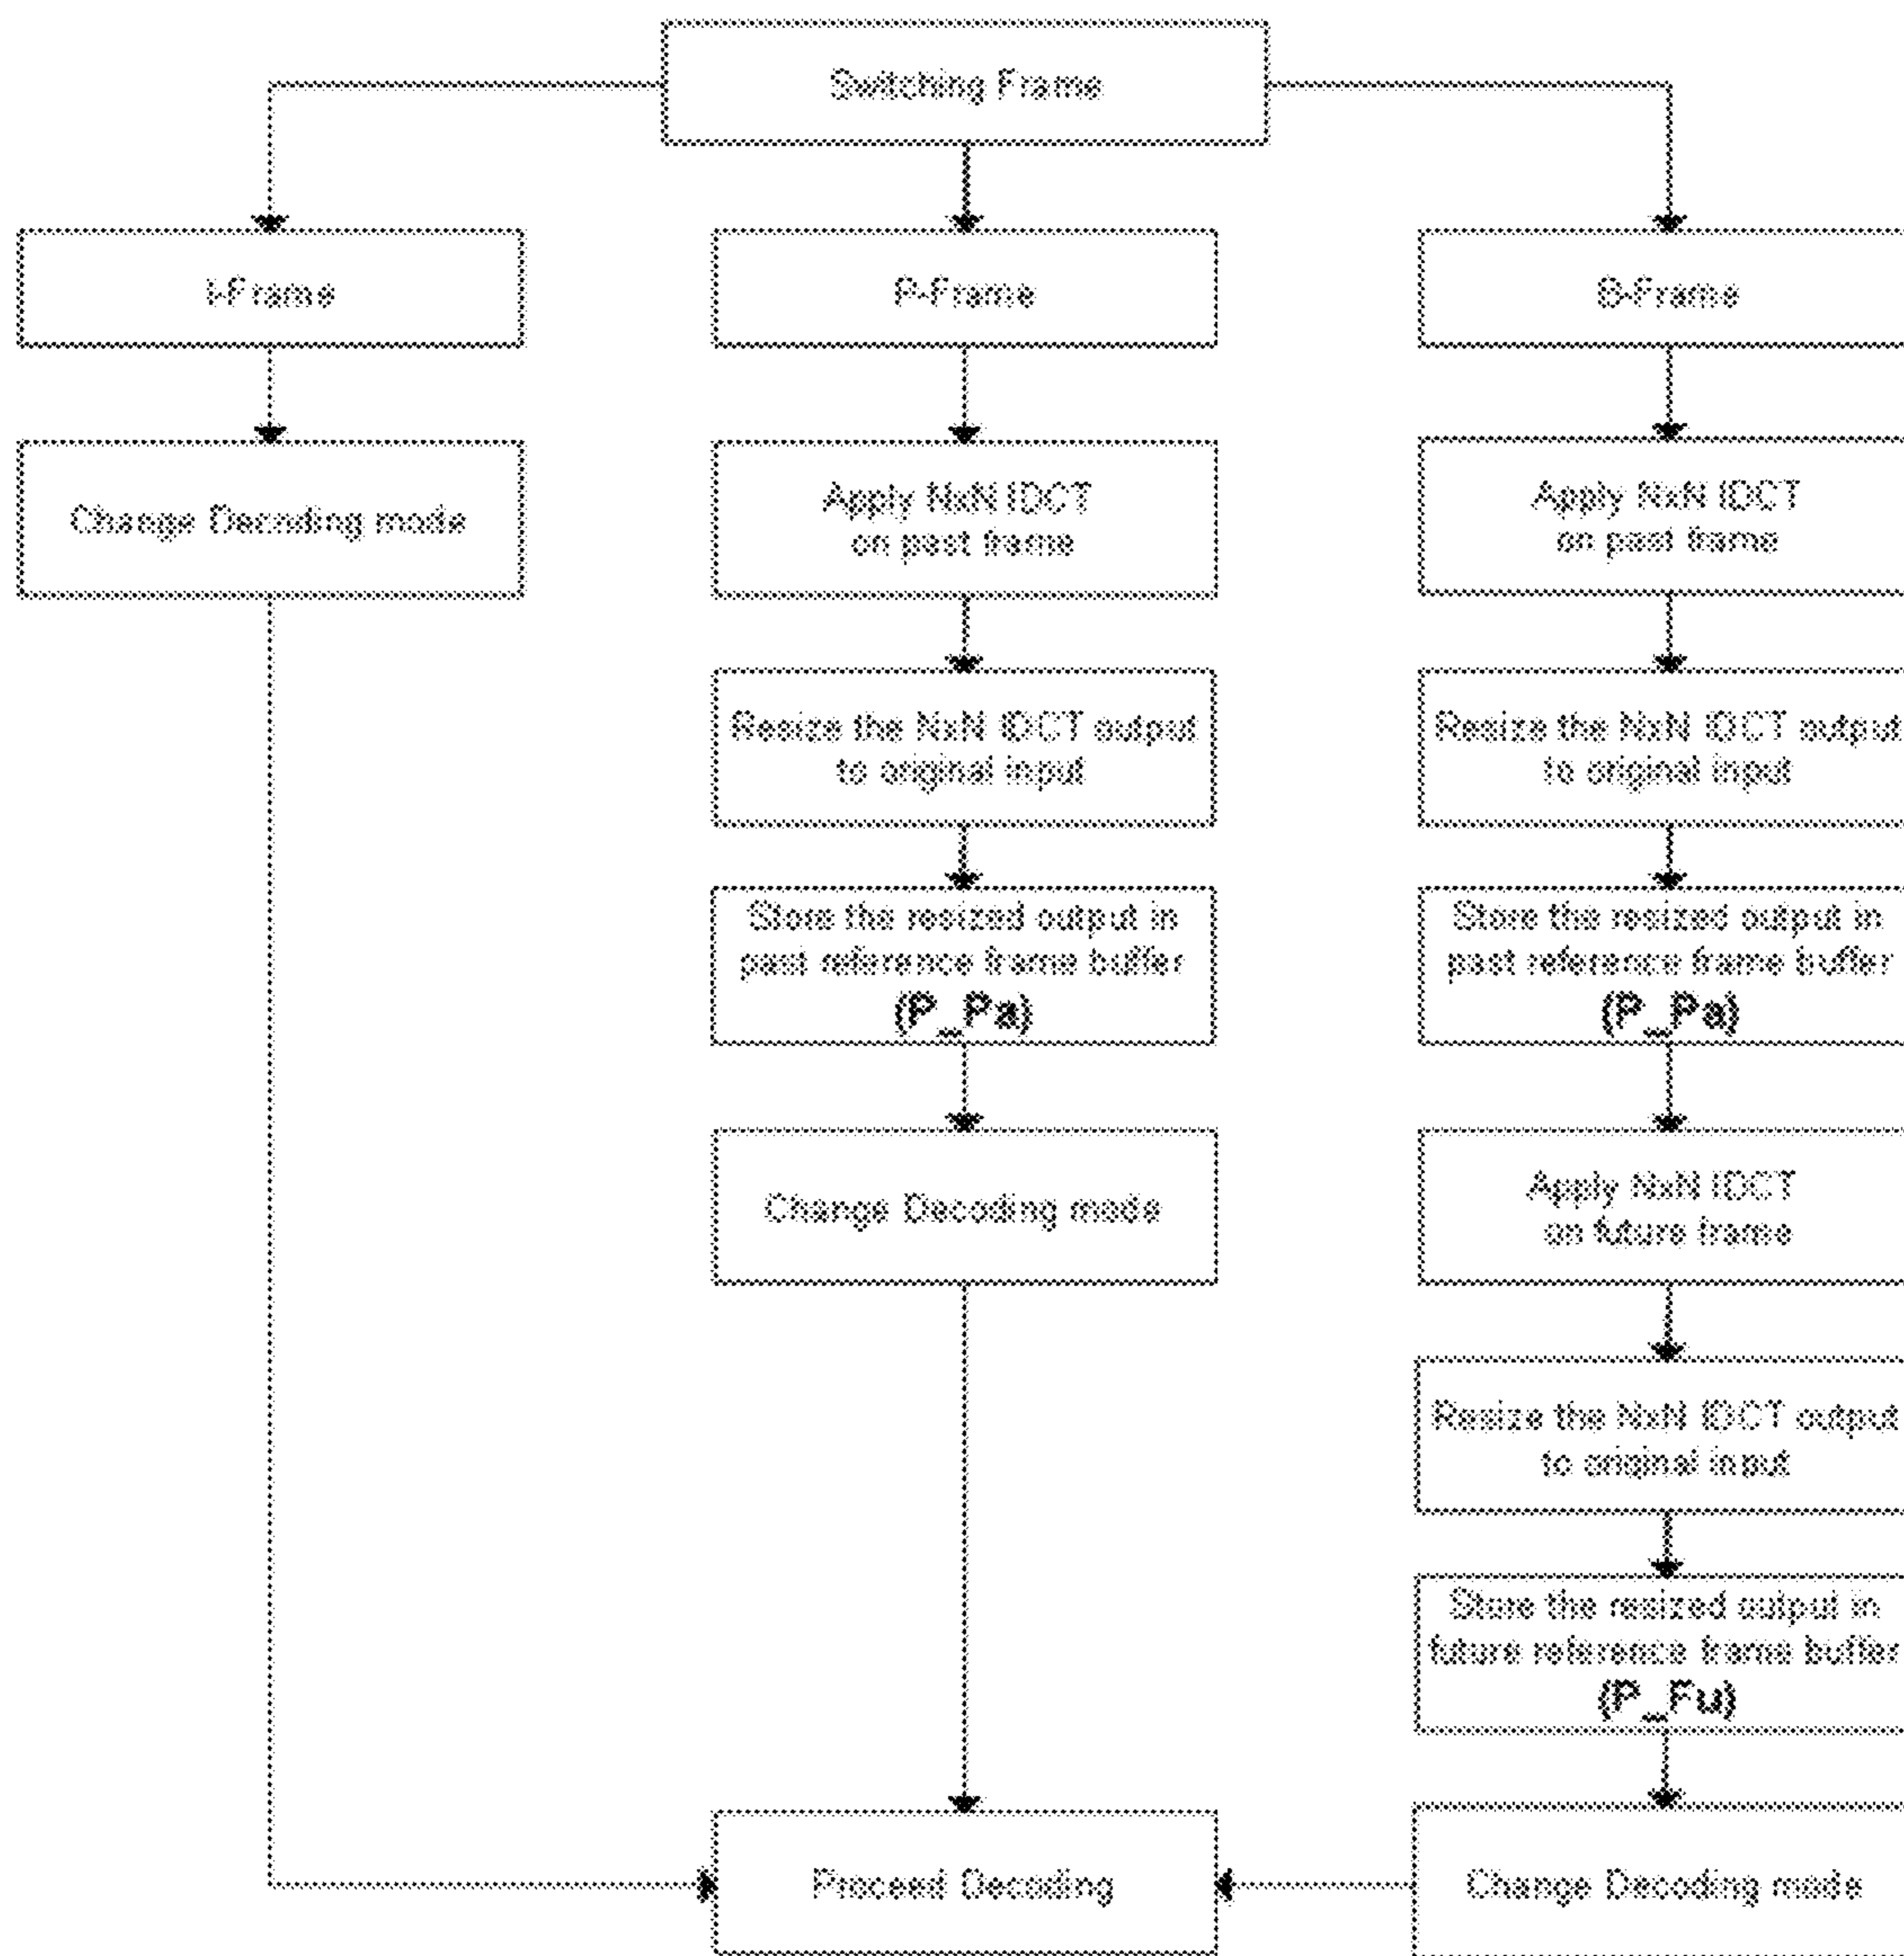 Switching Frame
I-Frame
P-Frame
B-Frame
Change Decoding mode
Apply NxN IDCT
on past frame
Apply NxN IDCT
on past frame
Resize the NxN IDCT output
to original input
Resize the NxN IDCT output
to original input
Store the resized output in
past reference frame buffer
(P_Pa)
Store the resized output in
past reference frame buffer
(P_Pa)
Change Decoding mode
Apply NxN IDCT
on future frame
Resize the NxN IDCT output
to original input
Store the resized output in
future reference frame buffer
(P_Fu)
Proceed Decoding
Change Decoding mode